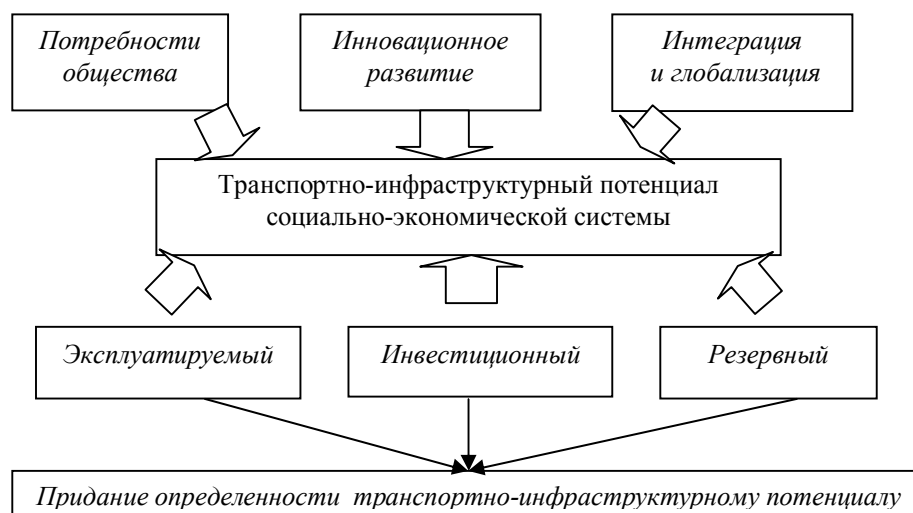 Потребности
общества
Инновационное
развитие
Интеграция
и глобализация
Транспортно-инфраструктурный потенциал
социально-экономической системы
Эксплуатируемый
Инвестиционный
Резервный
Придание определенности транспортно-инфраструктурному потенциалу